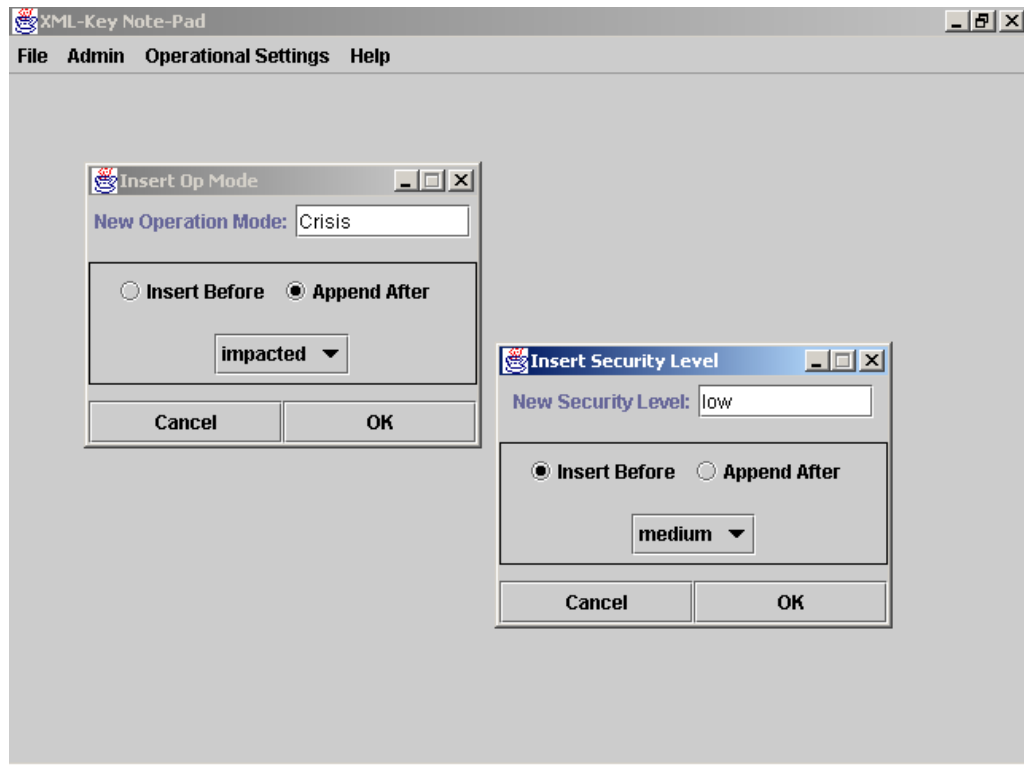 XML-Key Note-Pad
File Admin Operational Settings Help
Insert Op Mode
New Operation Mode: Crisis
Insert Before Append After
impacted
Cancel OK
Insert Security Level
New Security Level: low
Insert Before Append After
medium
Cancel OK